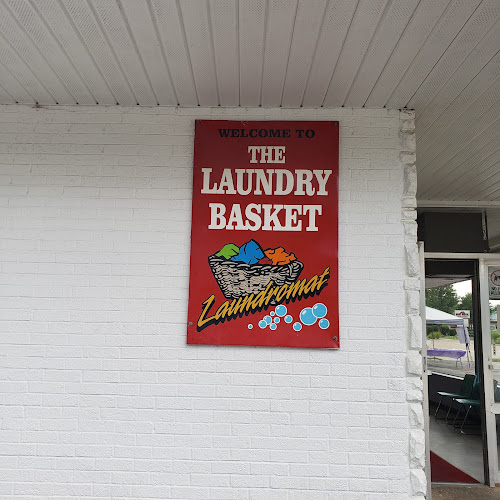 WELCOME TO
THE
LAUNDRY
BASKET
Laundromat